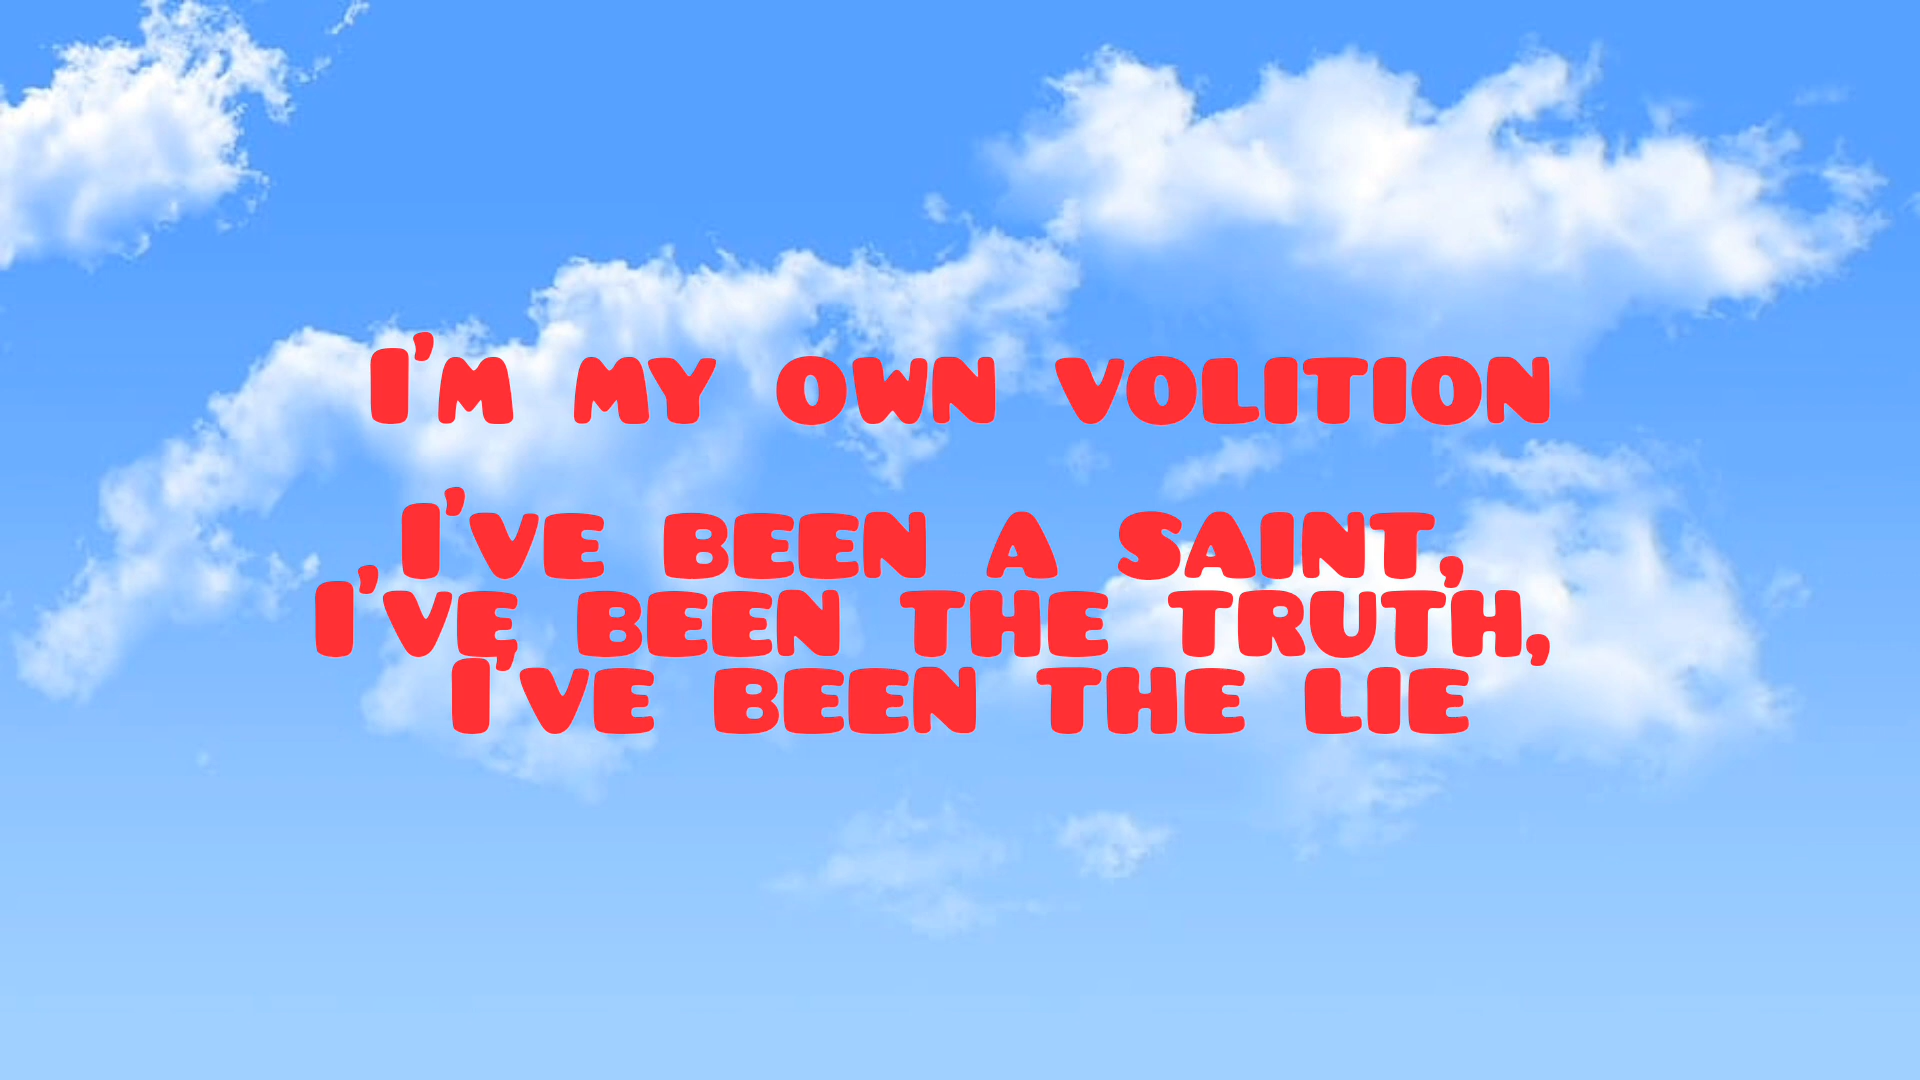 I'm my own volition
I've been a saint,
I've been the truth,
I've been the lie